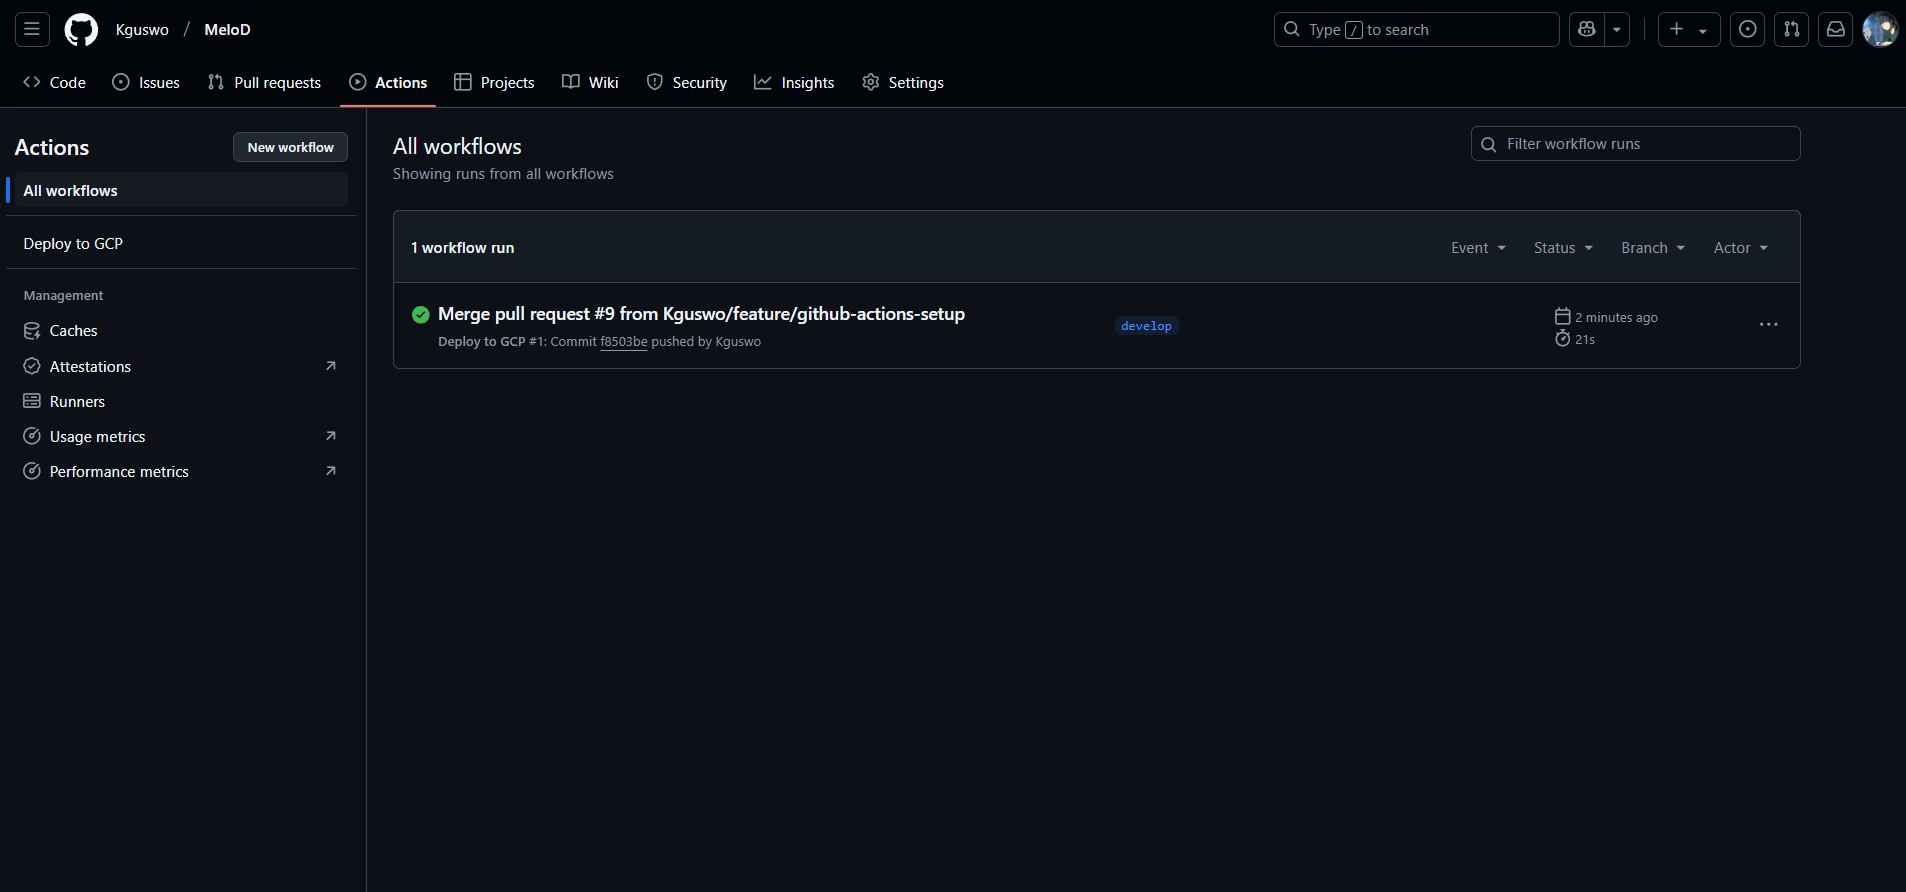 Kguswo / MeloD
Type / to search
Code
Issues
Pull requests
Actions
Projects
Wiki
Security
Insights
Settings
Actions
New workflow
All workflows
Deploy to GCP
Management
Caches
Attestations
Runners
Usage metrics
Performance metrics
All workflows
Showing runs from all workflows
Filter workflow runs
1 workflow run
Event
Status
Branch
Actor
Merge pull request #9 from Kguswo/feature/github-actions-setup
Deploy to GCP #1: Commit f8503be pushed by Kguswo
develop
2 minutes ago
21s